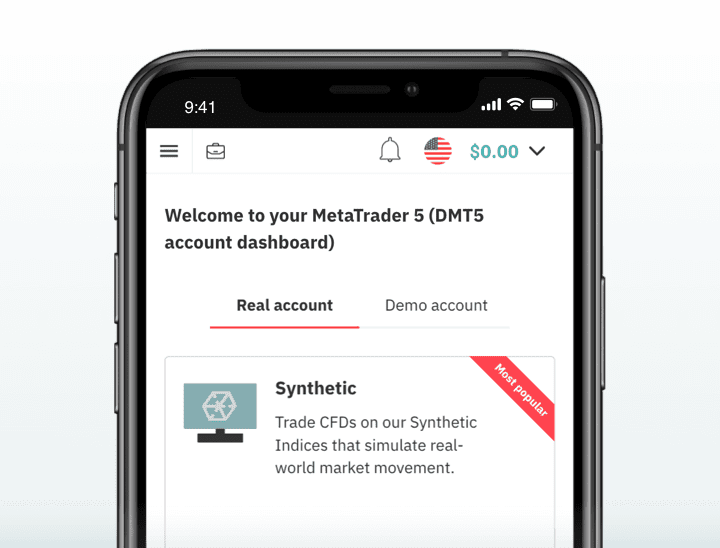 9:41
$0.00
Welcome to your MetaTrader 5 (DMT5
account dashboard)
Real account
Demo account
Most popular
Synthetic
Trade CFDs on our Synthetic
Indices that simulate real-
world market movement.